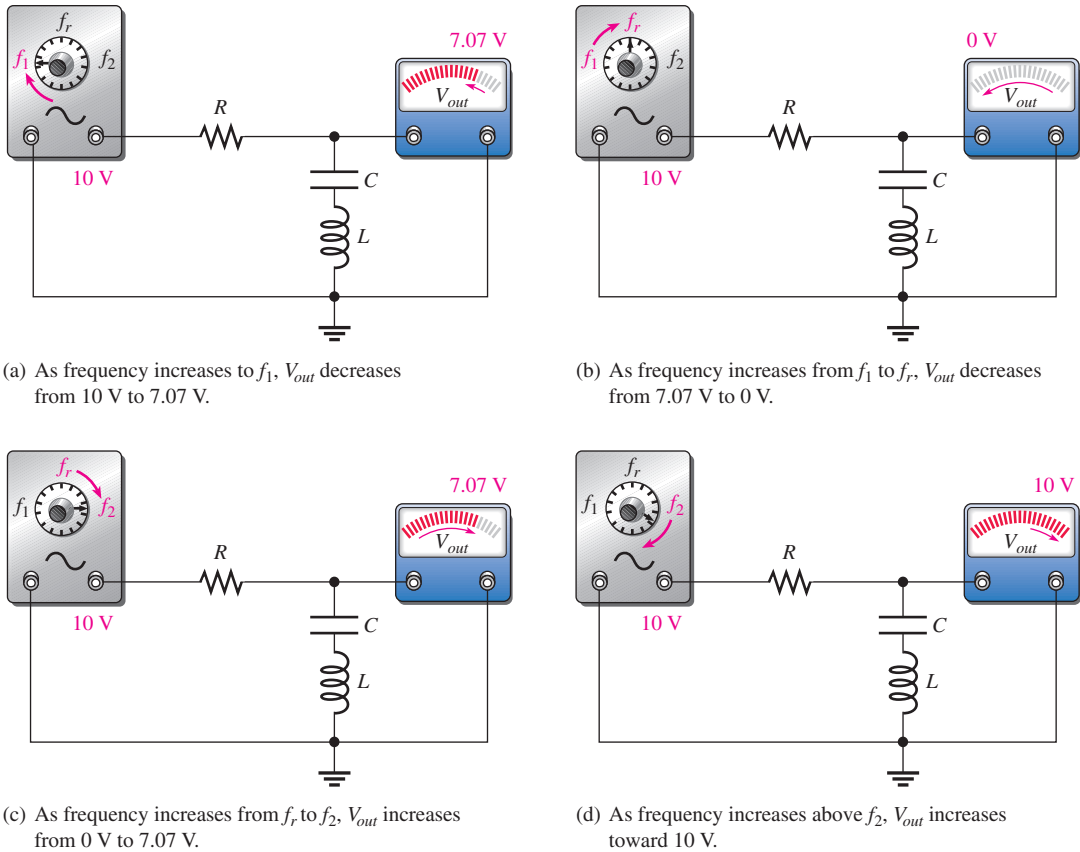 f_r
f_1
f_2
10 V
R
C
L
7.07 V
V_out
(a) As frequency increases to f_1, V_out decreases
from 10 V to 7.07 V.
f_r
f_1
f_2
10 V
R
C
L
0 V
V_out
(b) As frequency increases from f_1 to f_r, V_out decreases
from 7.07 V to 0 V.
f_r
f_1
f_2
10 V
R
C
L
7.07 V
V_out
(c) As frequency increases from f_r to f_2, V_out increases
from 0 V to 7.07 V.
f_r
f_1
f_2
10 V
R
C
L
10 V
V_out
(d) As frequency increases above f_2, V_out increases
toward 10 V.